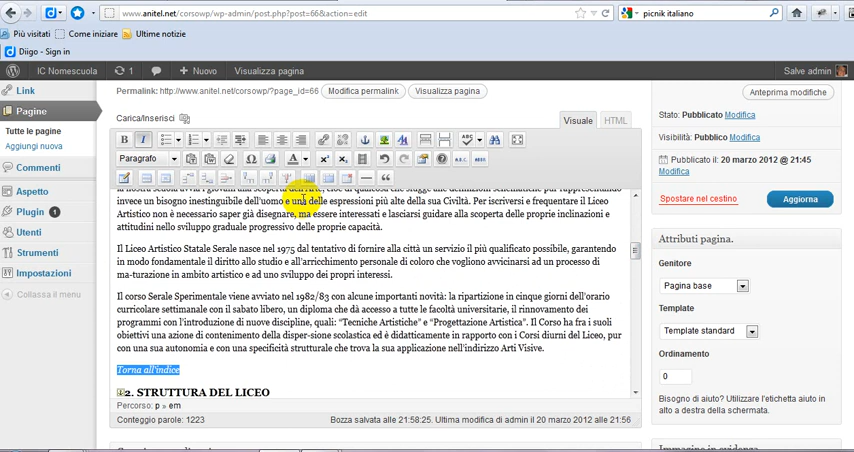 www.anitel.net/corsowp/wp-admin/post.php?post=66&action=edit
picnik italiano
Più visitati
Come iniziare
Ultime notizie
Diigo - Sign in
IC Nomescuola
1
Nuovo
Visualizza pagina
Salve admin
Link
Pagine
Tutte le pagine
Aggiungi nuova
Commenti
Aspetto
Plugin 1
Utenti
Strumenti
Impostazioni
Collassa il menu
Permalink: http://www.anitel.net/corsowp/?page_id=66
Modifica permalink
Visualizza pagina
Carica/Inserisci
Visuale
HTML
Paragrafo
invece un bisogno inestinguibile dell'uomo e una delle espressioni più alte della sua Civiltà. Per iscriversi e frequentare il Liceo
Artistico non è necessario saper già disegnare, ma essere interessati e lasciarsi guidare alla scoperta delle proprie inclinazioni e
attitudini nello sviluppo graduale progressivo delle proprie capacità.
Il Liceo Artistico Statale Serale nasce nel 1975 dal tentativo di fornire alla città un servizio il più qualificato possibile, garantendo
in modo fondamentale il diritto allo studio e all'arricchimento personale di coloro che vogliono avvicinarsi ad un processo di
ma-turazione in ambito artistico e ad uno sviluppo dei propri interessi.
Il corso Serale Sperimentale viene avviato nel 1982/83 con alcune importanti novità: la ripartizione in cinque giorni dell'orario
curricolare settimanale con il sabato libero, un diploma che dà accesso a tutte le facoltà universitarie, il rinnovamento dei
programmi con l'introduzione di nuove discipline, quali: "Tecniche Artistiche" e "Progettazione Artistica". Il Corso ha fra i suoi
obiettivi una azione di contenimento della disper-sione scolastica ed è didatticamente in rapporto con i Corsi diurni del Liceo, pur
con una sua autonomia e con una specificità strutturale che trova la sua applicazione nell'indirizzo Arti Visive.
Torna all'indice
2. STRUTTURA DEL LICEO
Percorso: p » em
Conteggio parole: 1223
Bozza salvata alle 21:58:25. Ultima modifica di admin il 20 marzo 2012 alle 21:56
Anteprima modifiche
Stato: Pubblicato Modifica
Visibilità: Pubblico Modifica
Pubblicato il: 20 marzo 2012 @ 21:45
Modifica
Spostare nel cestino
Aggiorna
Attributi pagina.
Genitore
Pagina base
Template
Template standard
Ordinamento
0
Bisogno di aiuto? Utilizzare l'etichetta aiuto in
alto a destra della schermata.